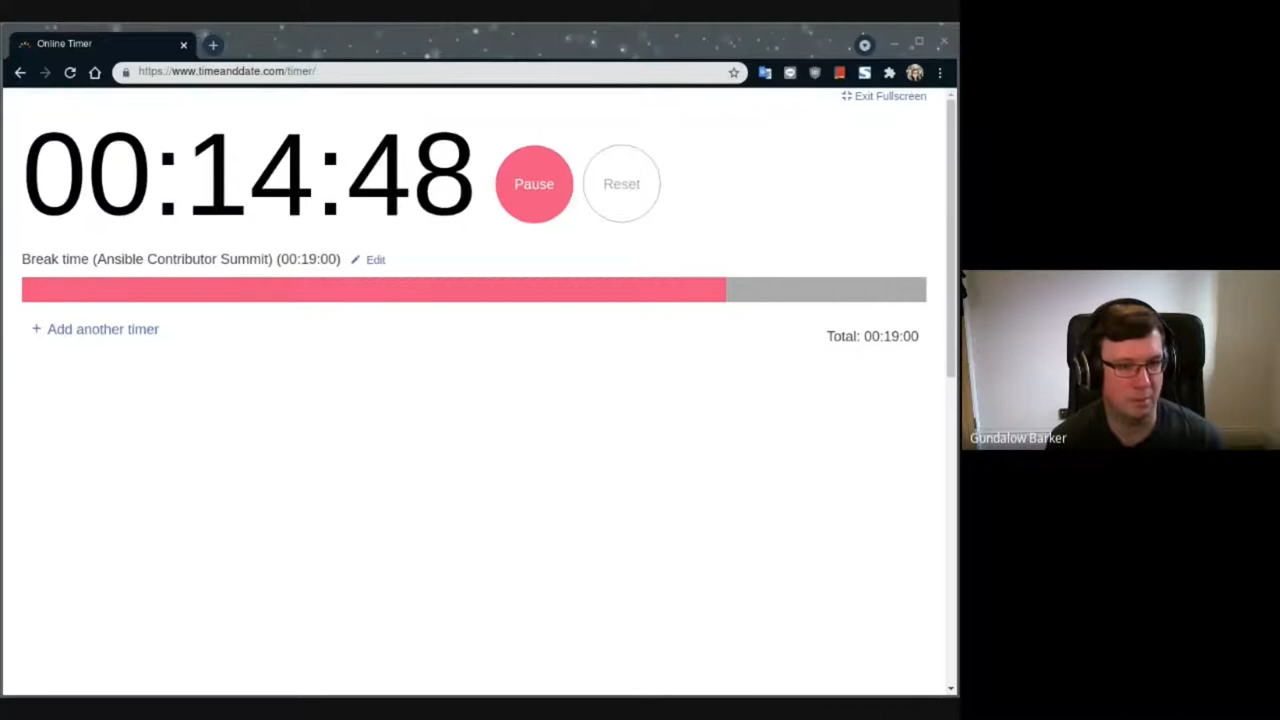 Online Timer
https://www.timeanddate.com/timer/
Exit Fullscreen
00:14:48
Pause
Reset
Break time (Ansible Contributor Summit) (00:19:00)
Edit
+ Add another timer
Total: 00:19:00
Gundalow Barker